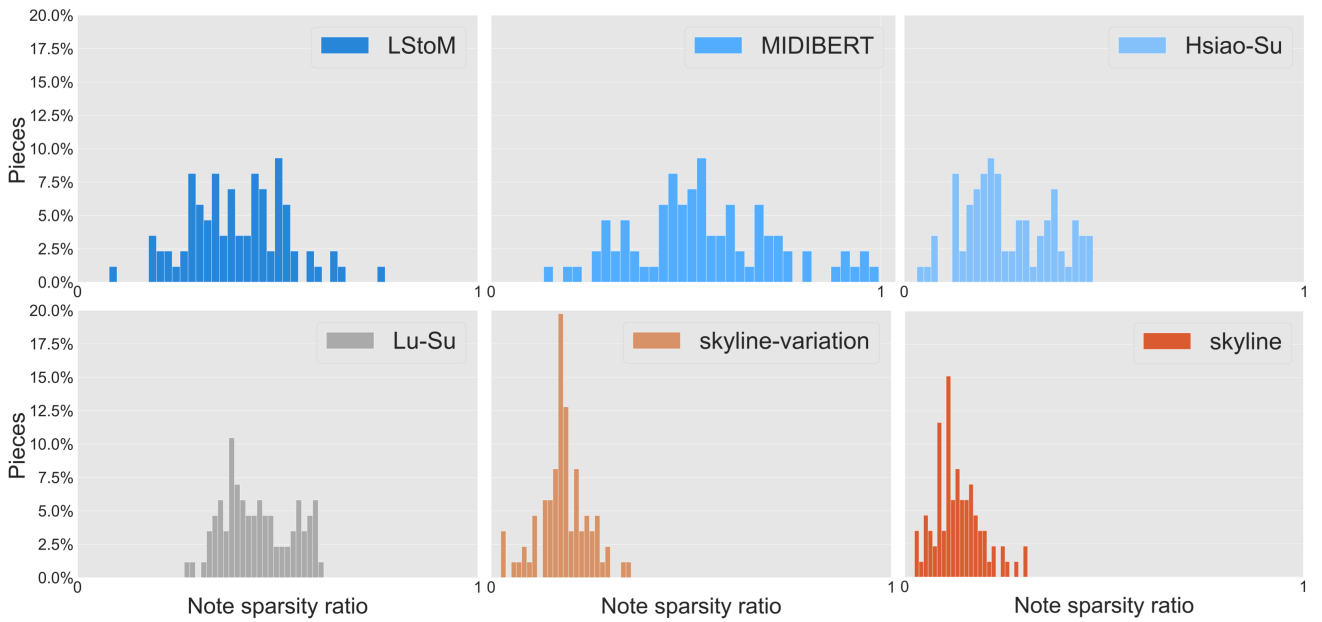 20.0%
17.5%
15.0%
12.5%
10.0%
7.5%
5.0%
2.5%
0.0%
Pieces
LStoM
0
1
MIDIBERT
0
1
Hsiao-Su
0
1
20.0%
17.5%
15.0%
12.5%
10.0%
7.5%
5.0%
2.5%
0.0%
Pieces
Lu-Su
0
1
Note sparsity ratio
skyline-variation
0
1
Note sparsity ratio
skyline
0
1
Note sparsity ratio